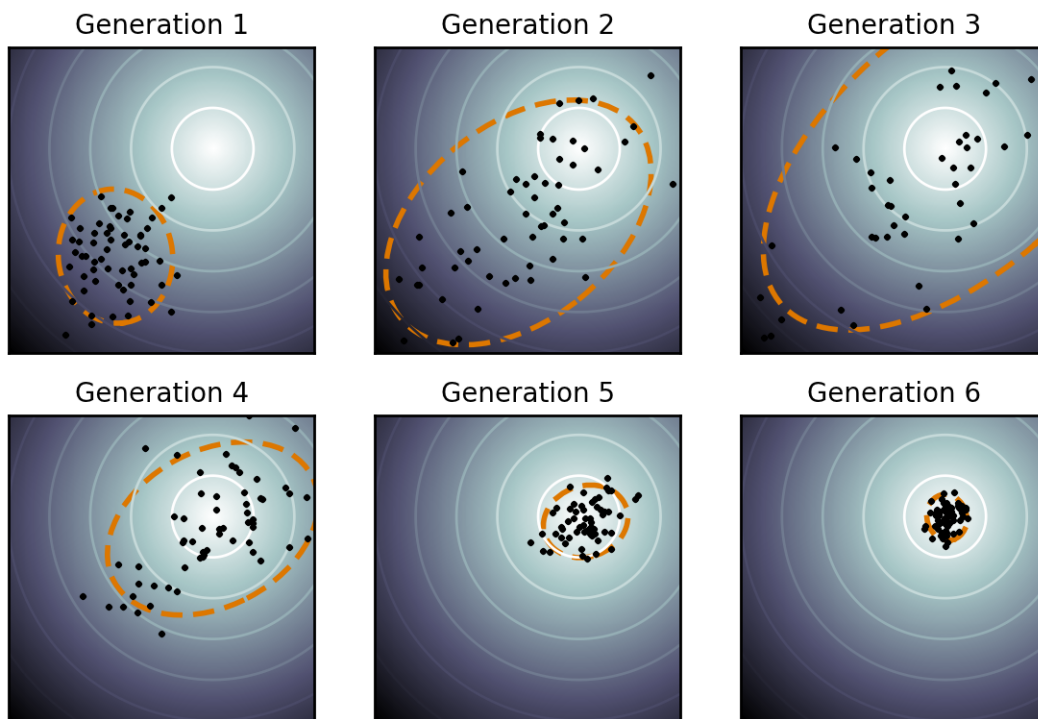 Generation 1
Generation 2
Generation 3
Generation 4
Generation 5
Generation 6